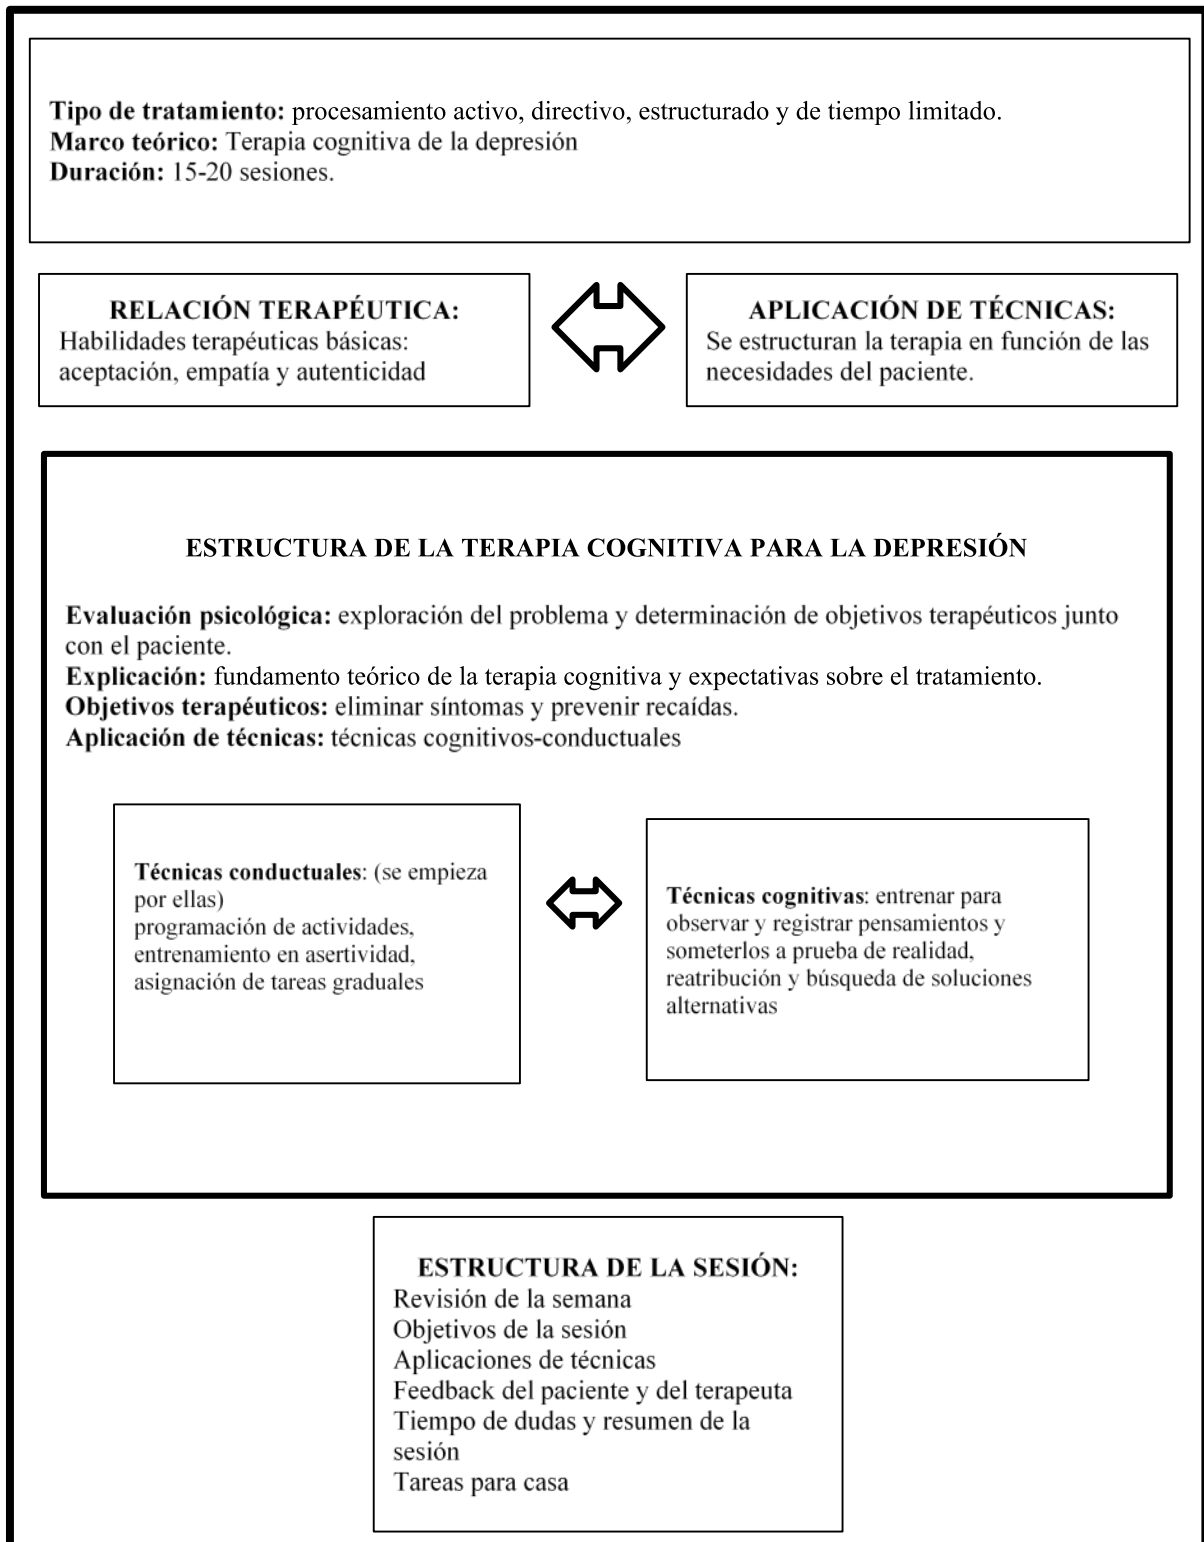 Tipo de tratamiento: procesamiento activo, directivo, estructurado y de tiempo limitado.
Marco teórico: Terapia cognitiva de la depresión
Duración: 15-20 sesiones.
RELACIÓN TERAPÉUTICA:
Habilidades terapéuticas básicas:
aceptación, empatía y autenticidad
APLICACIÓN DE TÉCNICAS:
Se estructuran la terapia en función de las
necesidades del paciente.
ESTRUCTURA DE LA TERAPIA COGNITIVA PARA LA DEPRESIÓN
Evaluación psicológica: exploración del problema y determinación de objetivos terapéuticos junto
con el paciente.
Explicación: fundamento teórico de la terapia cognitiva y expectativas sobre el tratamiento.
Objetivos terapéuticos: eliminar síntomas y prevenir recaídas.
Aplicación de técnicas: técnicas cognitivos-conductuales
Técnicas conductuales: (se empieza
por ellas)
programación de actividades,
entrenamiento en asertividad,
asignación de tareas graduales
Técnicas cognitivas: entrenar para
observar y registrar pensamientos y
someterlos a prueba de realidad,
reatribución y búsqueda de soluciones
alternativas
ESTRUCTURA DE LA SESIÓN:
Revisión de la semana
Objetivos de la sesión
Aplicaciones de técnicas
Feedback del paciente y del terapeuta
Tiempo de dudas y resumen de la
sesión
Tareas para casa